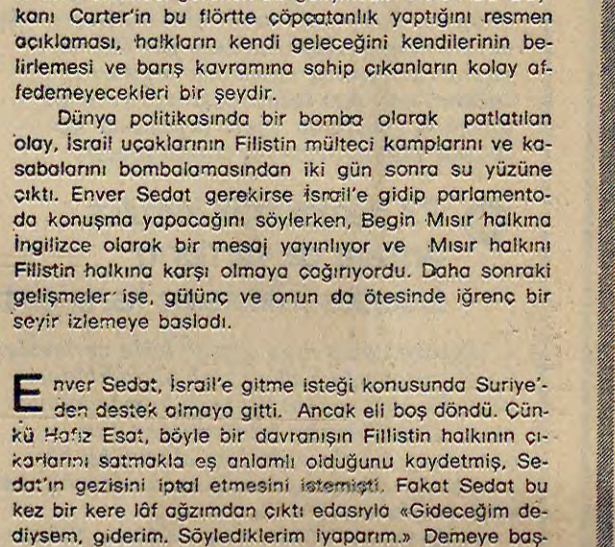 kanı Carter'in bu flörtte çöpçatanlık yaptığını resmen
açıklaması, halkların kendi geleceğini kendilerinin be-
lirlemesi ve barış kavramına sahip çıkanların kolay af-
fedemeyecekleri bir şeydir.
Dünya politikasında bir bomba olarak patlatılan
olay, İsrail uçaklarının Filistin mülteci kamplarını ve ka-
sabalarını bombalamasından iki gün sonra su yüzüne
çıktı. Enver Sedat gerekirse İsrail'e gidip parlamento-
da konuşma yapacağını söylerken, Begin Mısır halkına
İngilizce olarak bir mesaj yayınlıyor ve Mısır halkını
Filistin halkına karşı olmaya çağırıyordu. Daha sonraki
gelişmeler ise, gülünç ve onun da ötesinde iğrenç bir
seyir izlemeye başladı.
Enver Sedat, İsrail'e gitme isteği konusunda Suriye'-
den destek almaya gitti. Ancak eli boş döndü. Çün-
kü Hafız Esat, böyle bir davranışın Fillistin halkının çı-
karlarını satmakla eş anlamlı olduğunu kaydetmiş, Se-
dat'ın gezisini iptal etmesini istemişti. Fakat Sedat bu
kez bir kere lâf ağzımdan çıktı edasıyla «Gideceğim de-
diysem, giderim. Söylediklerim iyaparım.» Demeye baş-